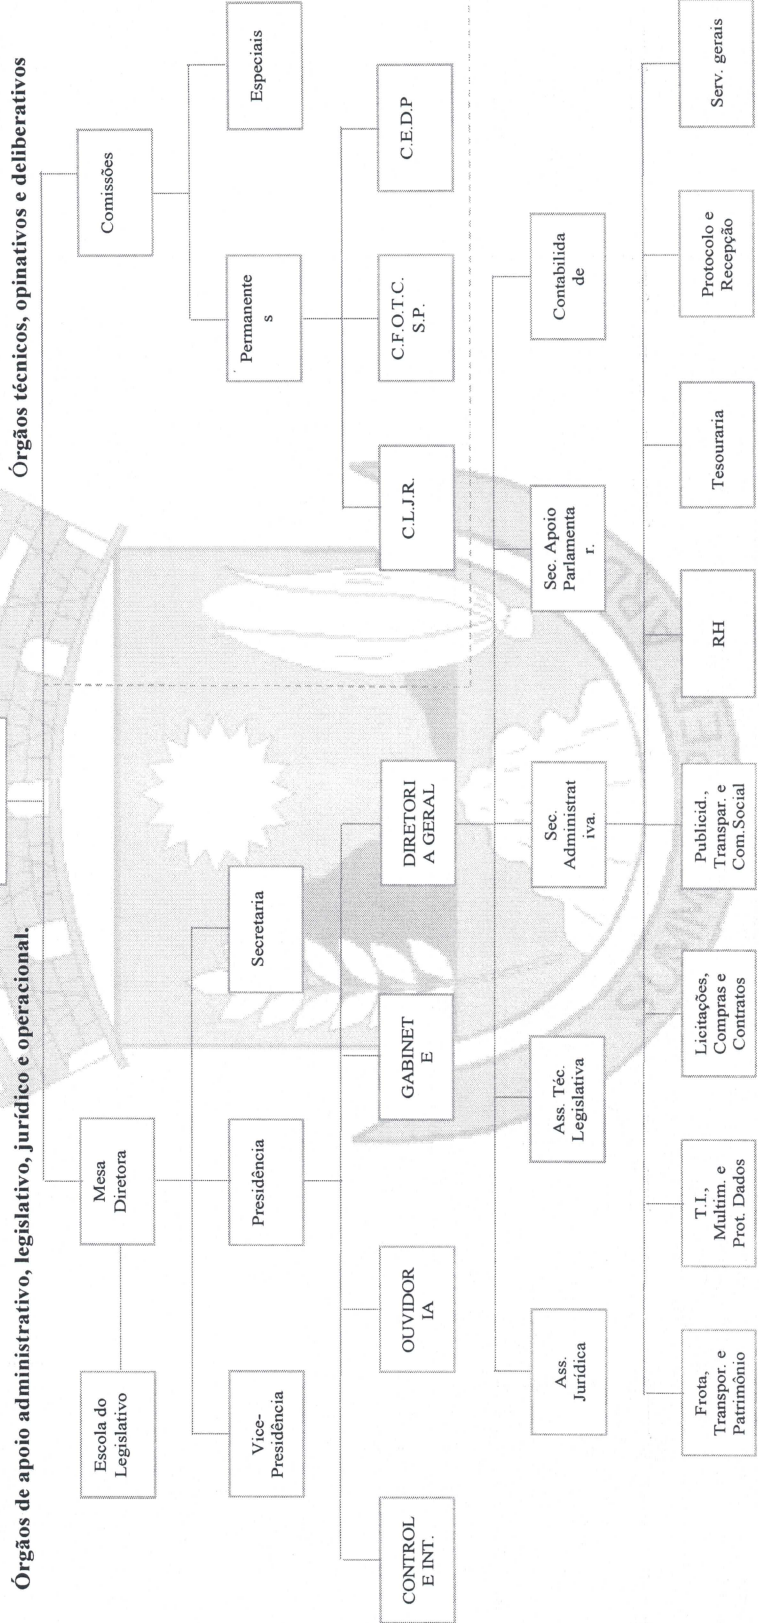 Órgãos de apoio administrativo, legislativo, jurídico e operacional.
Órgãos técnicos, opinativos e deliberativos
Escola do
Legislativo
Mesa
Diretora
Comissões
Vice-
Presidência
Presidência
Secretaria
Permanente
s
Especiais
CONTROL
E INT.
OUVIDOR
IA
GABINET
E
DIRETORI
A GERAL
C.L.J.R.
C.F.O.T.C.
S.P.
C.E.D.P
Ass.
Jurídica
Ass. Téc.
Legislativa
Sec.
Administrat
iva.
Sec. Apoio
Parlamenta
r.
Contabilida
de
Frota,
Transpor. e
Patrimônio
T.I.,
Multim. e
Prot. Dados
Licitações,
Compras e
Contratos
Publicid.,
Transpar. e
Com.Social
RH
Tesouraria
Protocolo e
Recepção
Serv. gerais